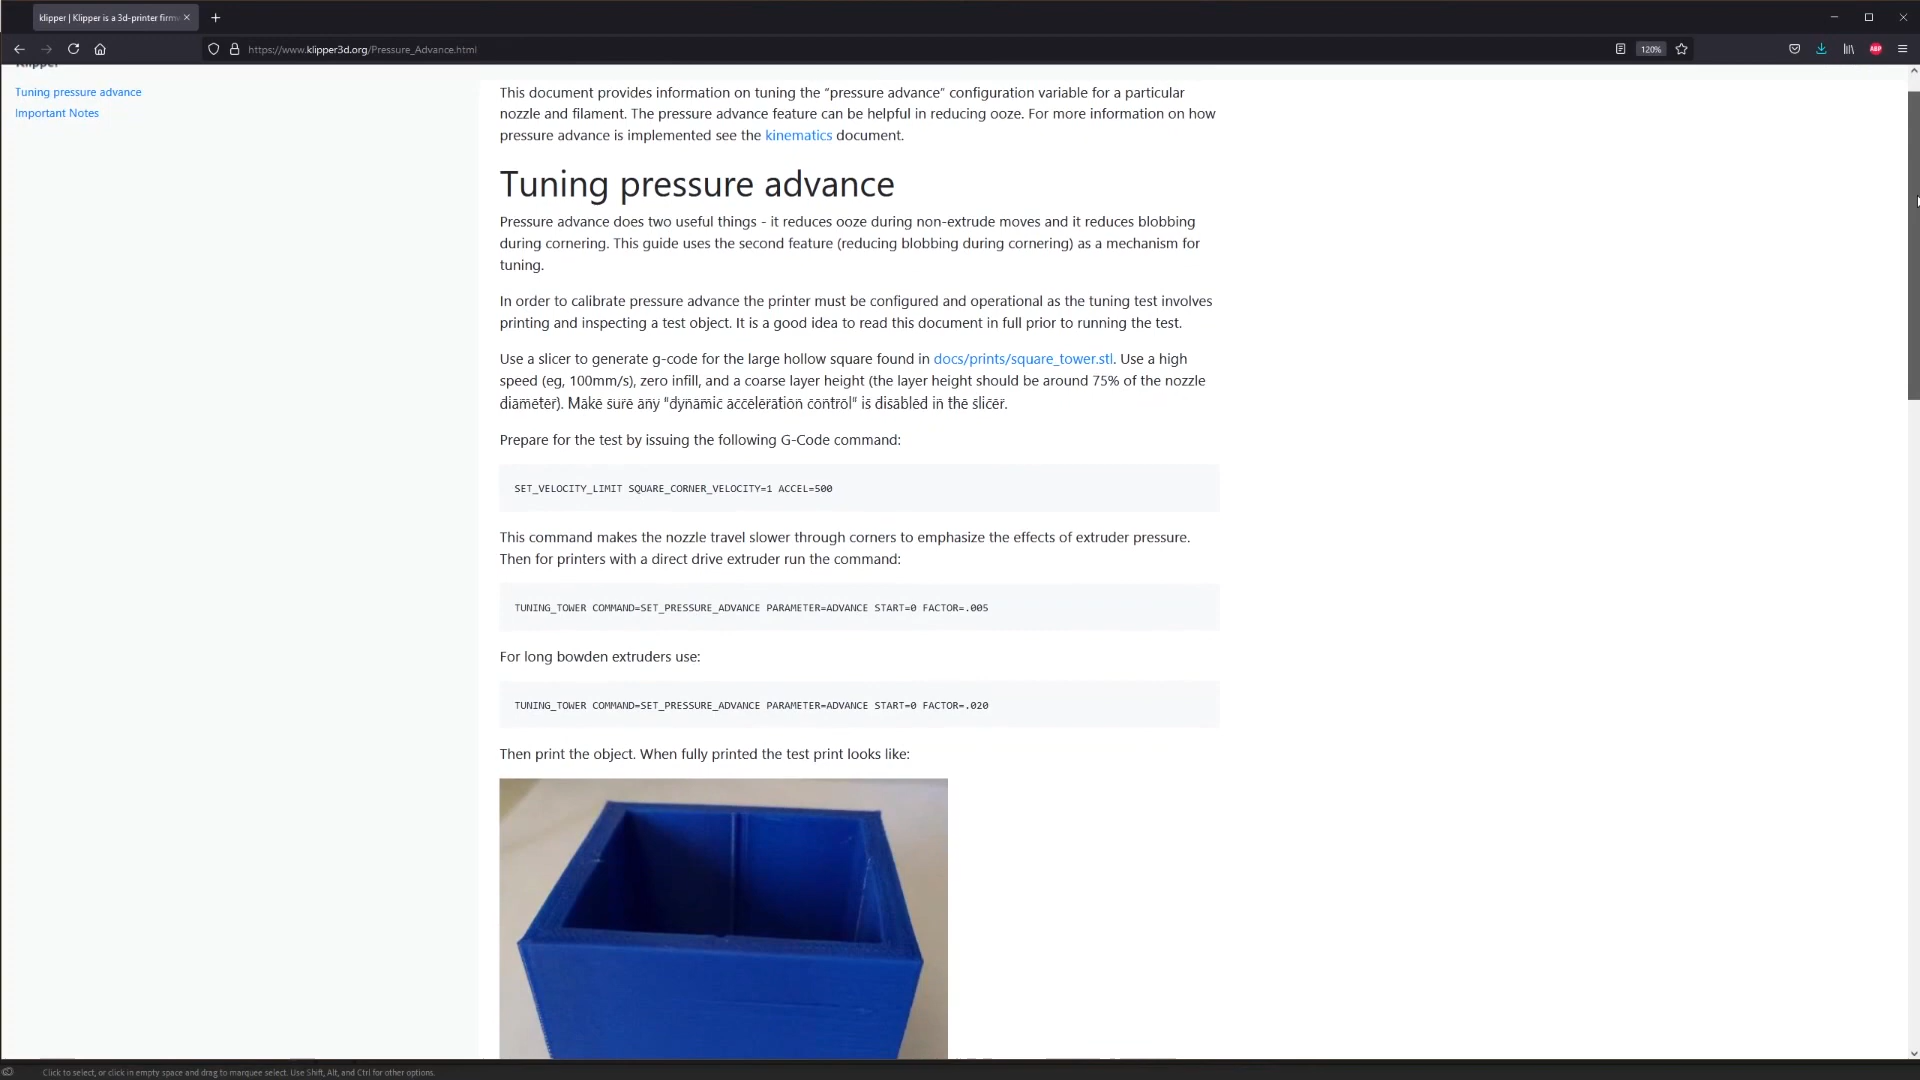 klipper | Klipper is a 3d-printer firmw
https://www.klipper3d.org/Pressure_Advance.html
120%
ABP
Klipper
Tuning pressure advance
Important Notes
This document provides information on tuning the “pressure advance” configuration variable for a particular
nozzle and filament. The pressure advance feature can be helpful in reducing ooze. For more information on how
pressure advance is implemented see the kinematics document.
Tuning pressure advance
Pressure advance does two useful things - it reduces ooze during non-extrude moves and it reduces blobbing
during cornering. This guide uses the second feature (reducing blobbing during cornering) as a mechanism for
tuning.
In order to calibrate pressure advance the printer must be configured and operational as the tuning test involves
printing and inspecting a test object. It is a good idea to read this document in full prior to running the test.
Use a slicer to generate g-code for the large hollow square found in docs/prints/square_tower.stl. Use a high
speed (eg, 100mm/s), zero infill, and a coarse layer height (the layer height should be around 75% of the nozzle
diameter). Make sure any "dynamic acceleration control" is disabled in the slicer.
Prepare for the test by issuing the following G-Code command:
SET_VELOCITY_LIMIT SQUARE_CORNER_VELOCITY=1 ACCEL=500
This command makes the nozzle travel slower through corners to emphasize the effects of extruder pressure.
Then for printers with a direct drive extruder run the command:
TUNING_TOWER COMMAND=SET_PRESSURE_ADVANCE PARAMETER=ADVANCE START=0 FACTOR=.005
For long bowden extruders use:
TUNING_TOWER COMMAND=SET_PRESSURE_ADVANCE PARAMETER=ADVANCE START=0 FACTOR=.020
Then print the object. When fully printed the test print looks like:
Click to select, or click in empty space and drag to marquee select. Use Shift, Alt, and Ctrl for other options.